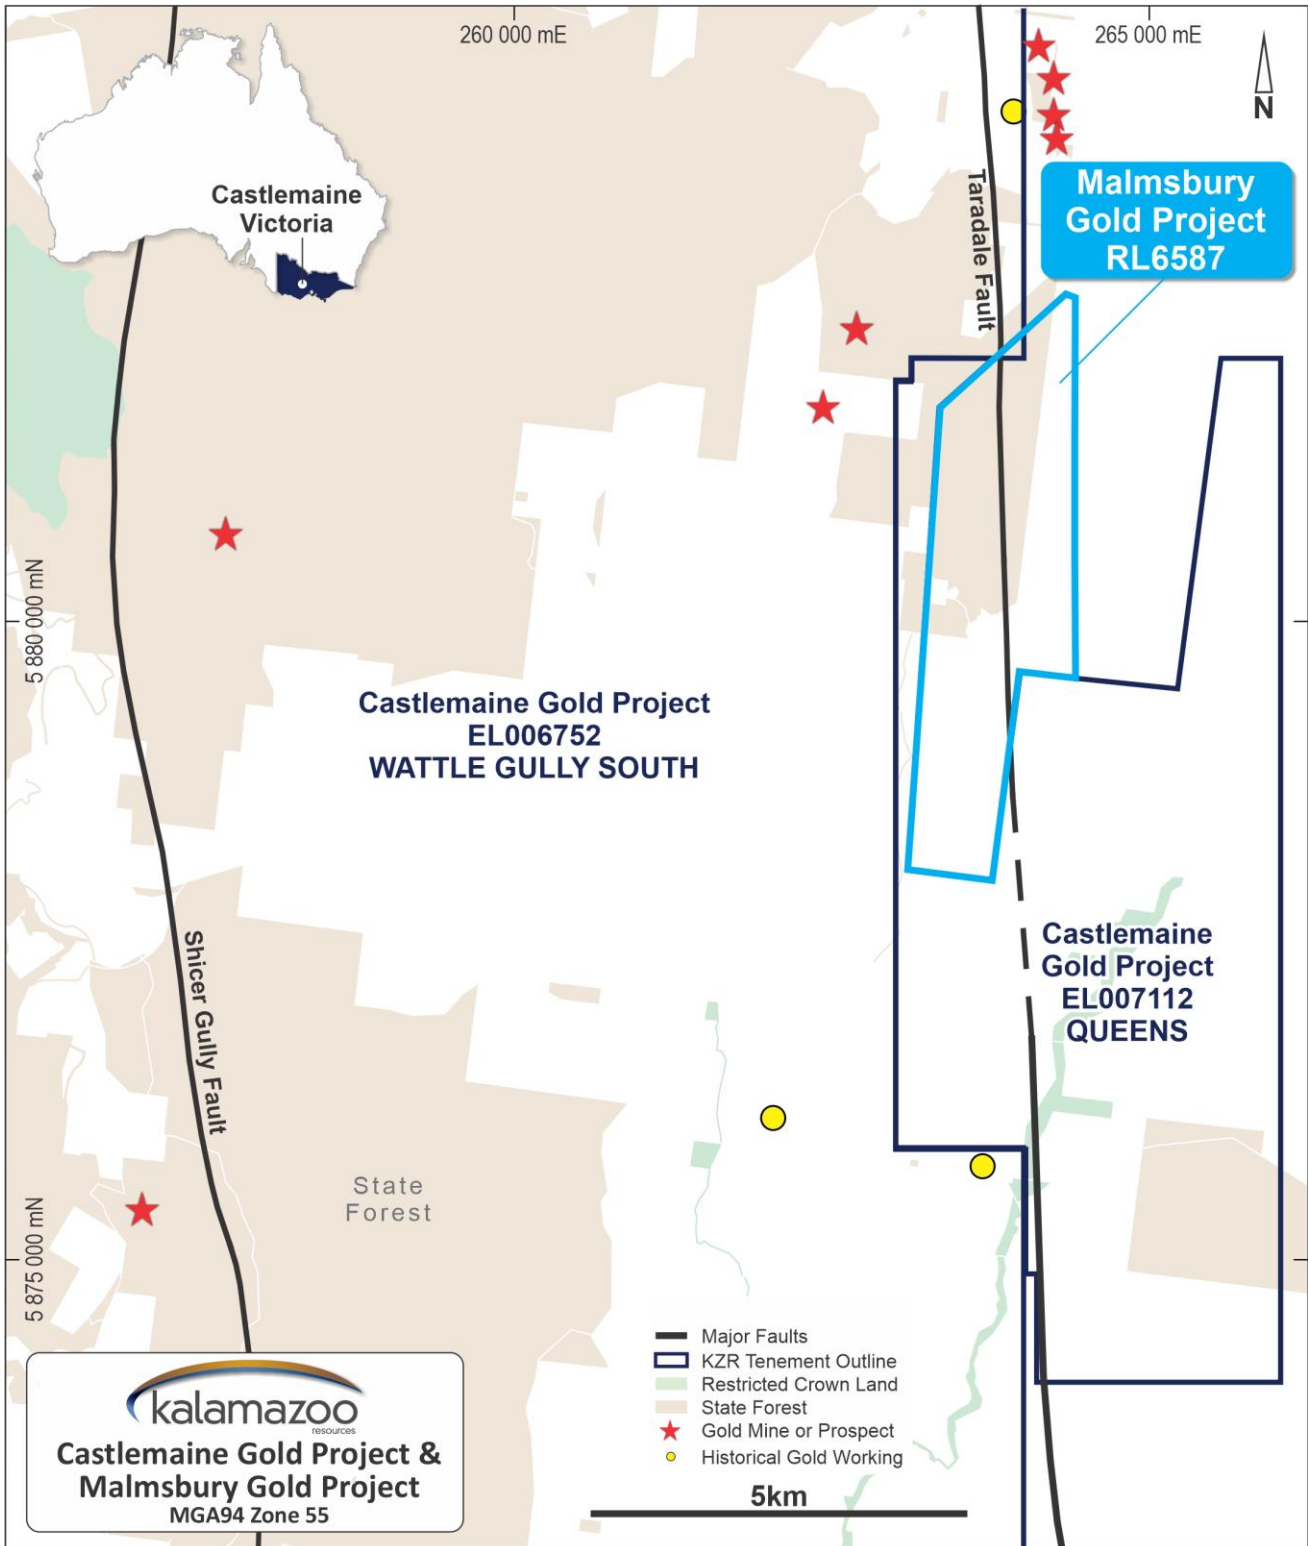 260 000 mE
265 000 mE
N
Castlemaine
Victoria
Taradale Fault
Malmsbury
Gold Project
RL6587
5 880 000 mN
Castlemaine Gold Project
EL006752
WATTLE GULLY SOUTH
Shicer Gully Fault
Castlemaine
Gold Project
EL007112
QUEENS
State
Forest
5 875 000 mN
Major Faults
KZR Tenement Outline
Restricted Crown Land
State Forest
Gold Mine or Prospect
Historical Gold Working
5km
kalamazoo
resources
Castlemaine Gold Project &
Malmsbury Gold Project
MGA94 Zone 55